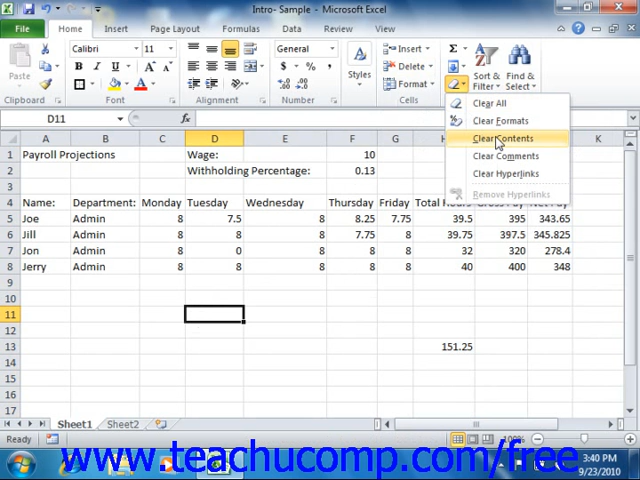 Intro- Sample - Microsoft Excel
File Home Insert Page Layout Formulas Data Review View
Calibri 11 General Insert Σ
Delete
Paste B I U $ % , Styles Format Sort & Filter Find & Select
Clipboard Font Alignment Number Cells
Clear All
Clear Formats
Clear Contents
Clear Comments
Clear Hyperlinks
Remove Hyperlinks
D11 fx
A B C D E F G H K
1 Payroll Projections Wage: 10
2 Withholding Percentage: 0.13
3
4 Name: Department: Monday Tuesday Wednesday Thursday Friday Total Hours Gross Pay Net Pay
5 Joe Admin 8 7.5 8 8.25 7.75 39.5 395 343.65
6 Jill Admin 8 8 8 7.75 8 39.75 397.5 345.825
7 Jon Admin 8 0 8 8 8 32 320 278.4
8 Jerry Admin 8 8 8 8 8 40 400 348
9
10
11
12
13 151.25
14
15
16
17
Sheet1 Sheet2
Ready 100%
www.teachucomp.com/free
3:40 PM
9/23/2010